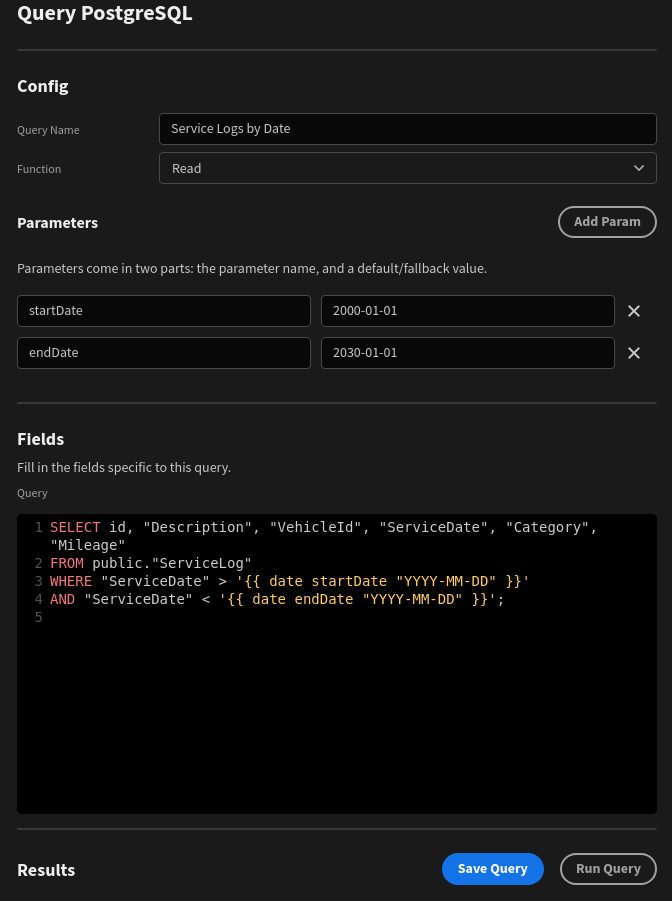 Query PostgreSQL
Config
Query Name
Service Logs by Date
Function
Read
Parameters
Add Param
Parameters come in two parts: the parameter name, and a default/fallback value.
startDate
2000-01-01
endDate
2030-01-01
Fields
Fill in the fields specific to this query.
Query
1 SELECT id, "Description", "VehicleId", "ServiceDate", "Category",
"Mileage"
2 FROM public."ServiceLog"
3 WHERE "ServiceDate" > '{{ date startDate "YYYY-MM-DD" }}'
4 AND "ServiceDate" < '{{ date endDate "YYYY-MM-DD" }}';
5
Results
Save Query
Run Query